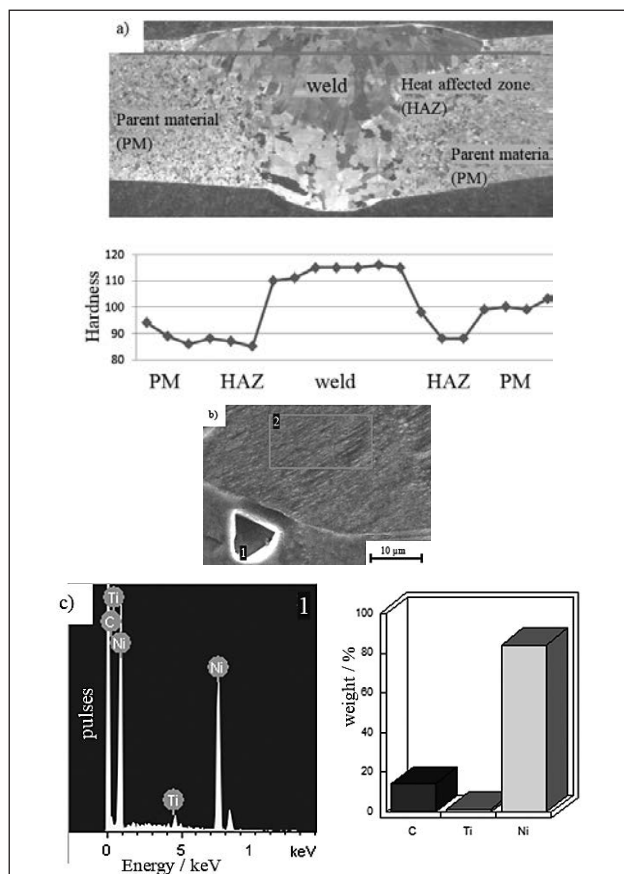 a)
weld
Heat affected zone
(HAZ)
Parent material
(PM)
Parent materia
(PM)
Hardness
120
110
100
90
80
PM HAZ weld HAZ PM
b)
2
1
10 µm
c)
1
Ti
C
Ni
Ni
Ti
pulses
0 5 1 keV
Energy / keV
weight / %
100
80
60
40
20
0
C Ti Ni